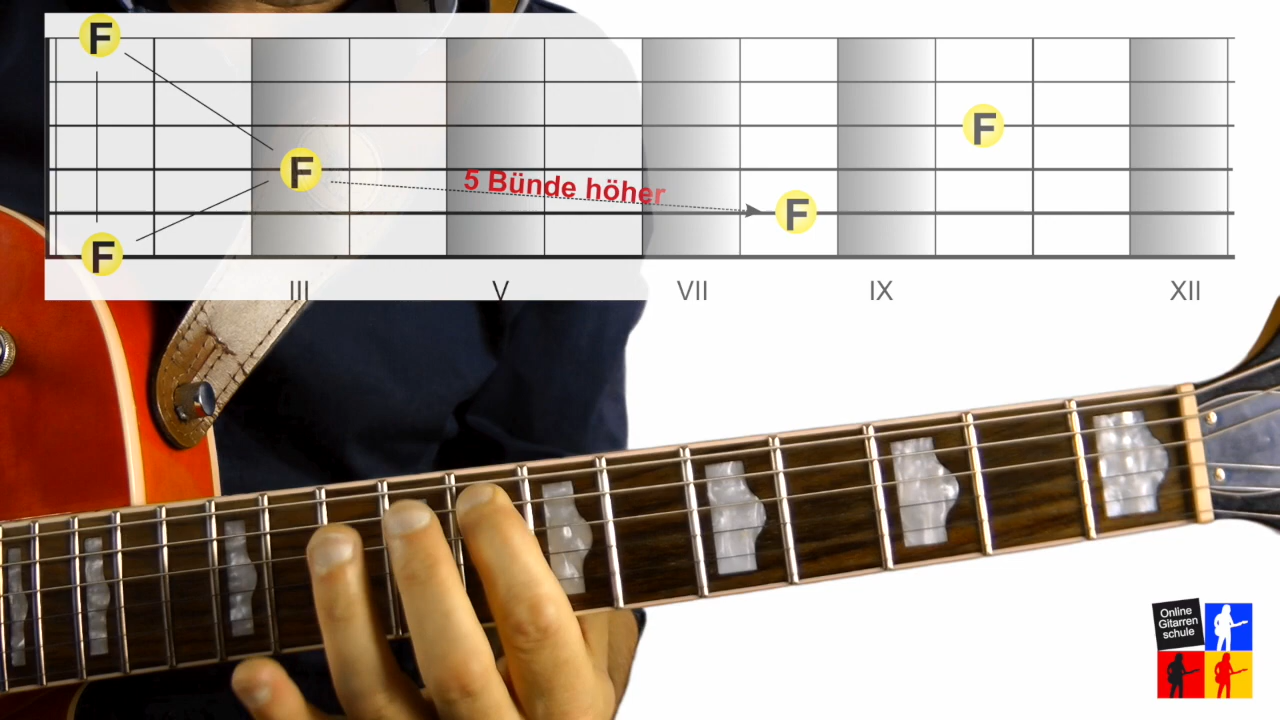 F
F
F
5 Bünde höher
F
F
F
III
V
VII
IX
XII
Online
Gitarren
schule